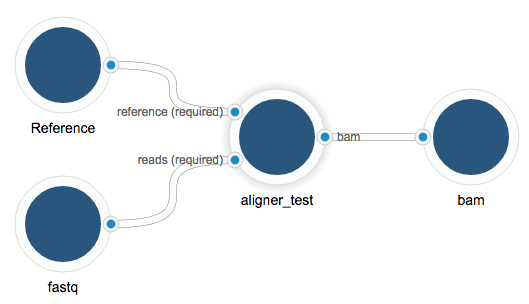 Reference
reference (required)
reads (required)
bam
aligner_test
bam
fastq